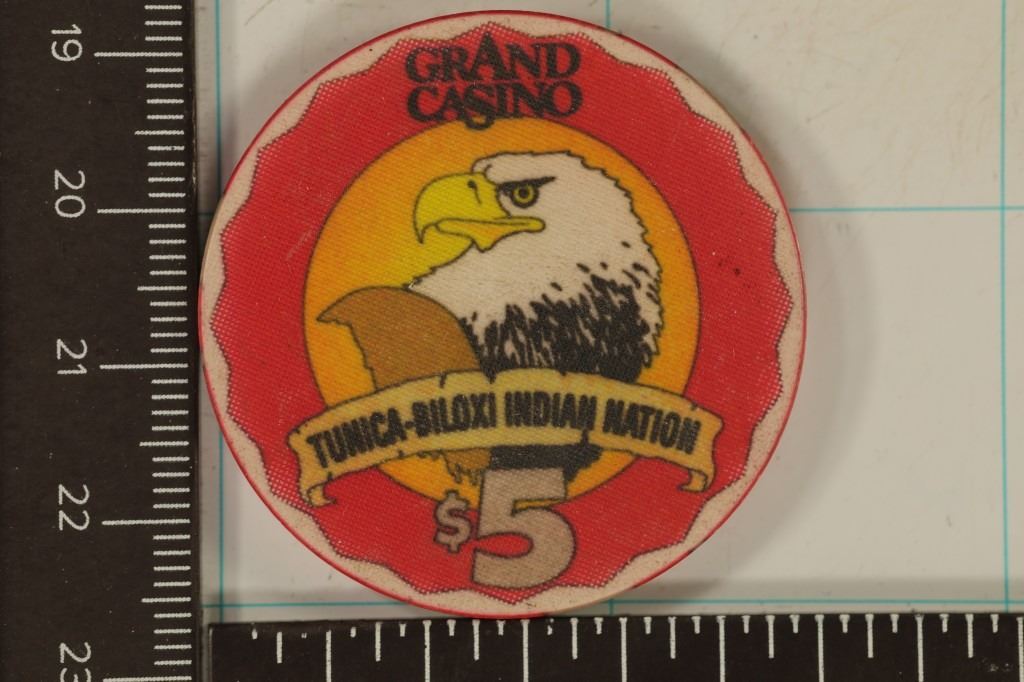 GRAND
CASINO
TUNICA-BILOXI INDIAN NATION
$5
19
20
21
22
23